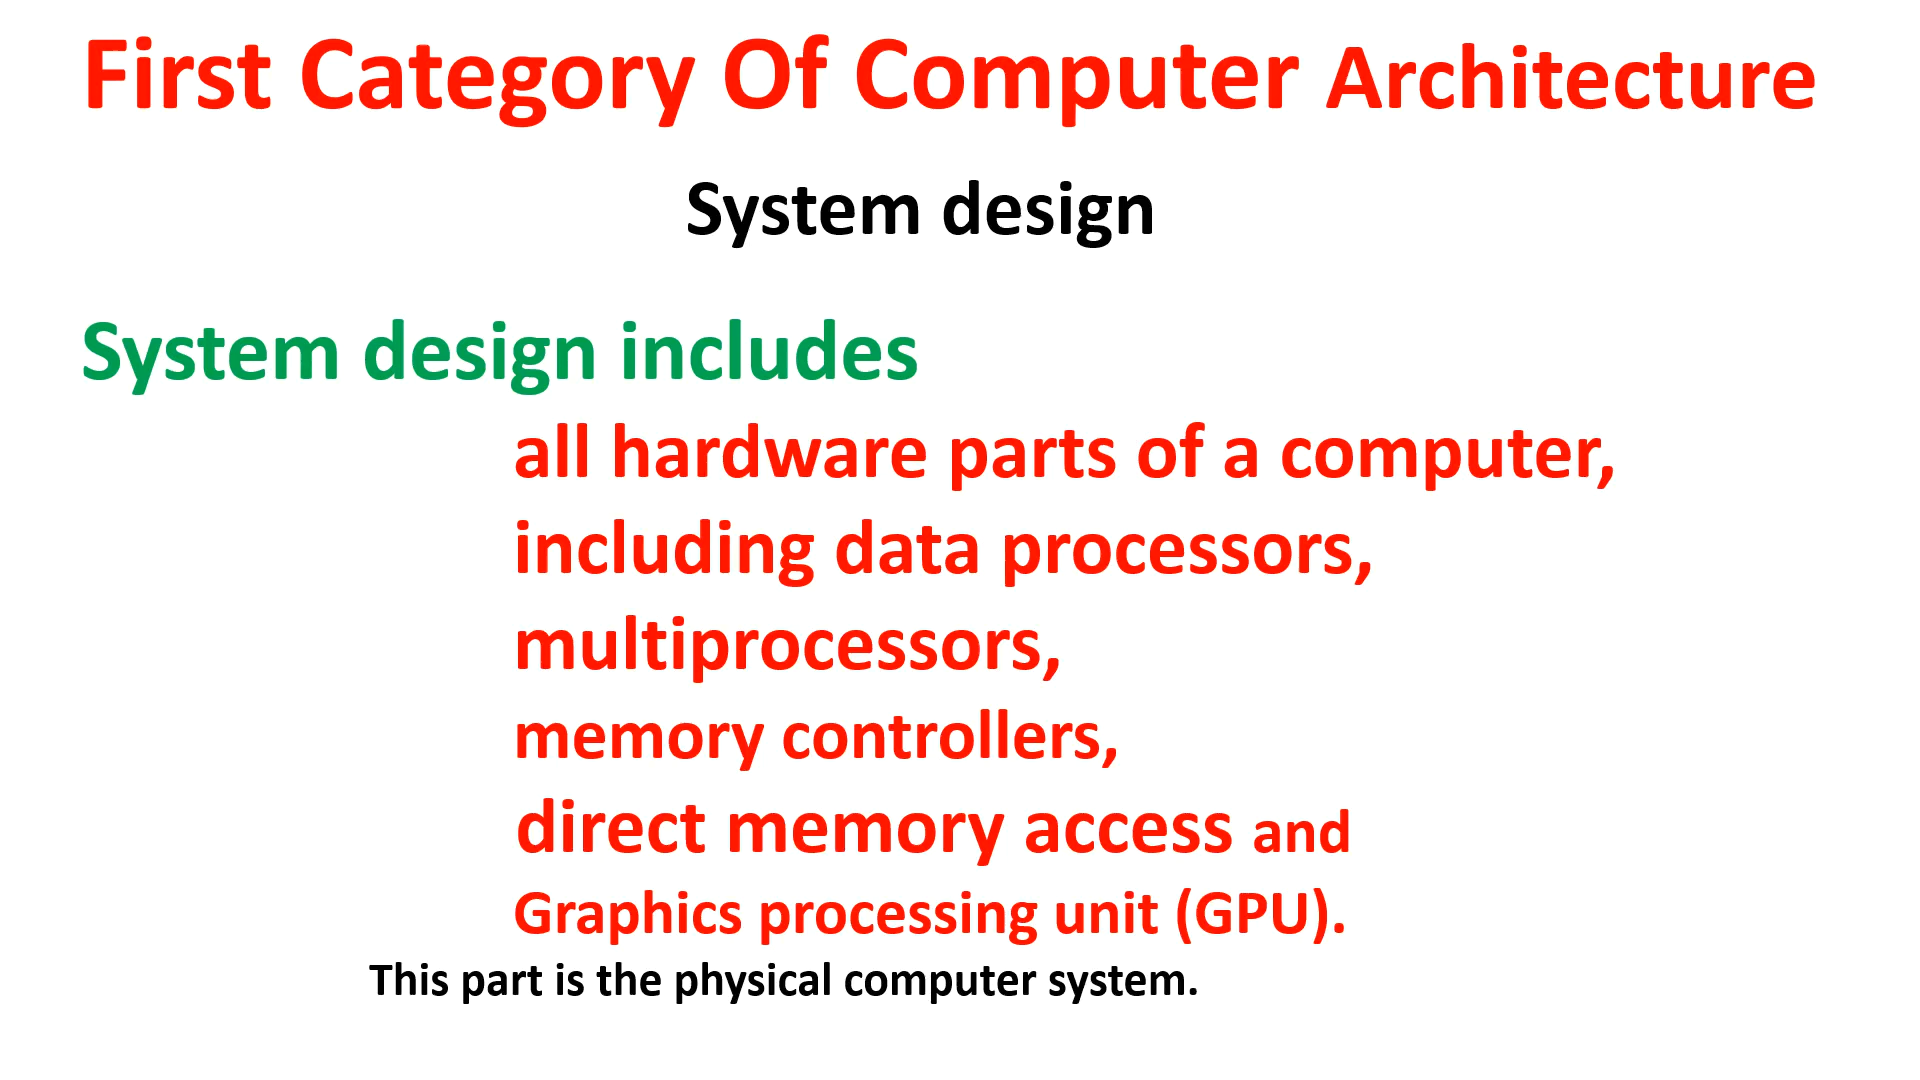 First Category Of Computer Architecture
System design
System design includes
all hardware parts of a computer,
including data processors,
multiprocessors,
memory controllers,
direct memory access and
Graphics processing unit (GPU).
This part is the physical computer system.